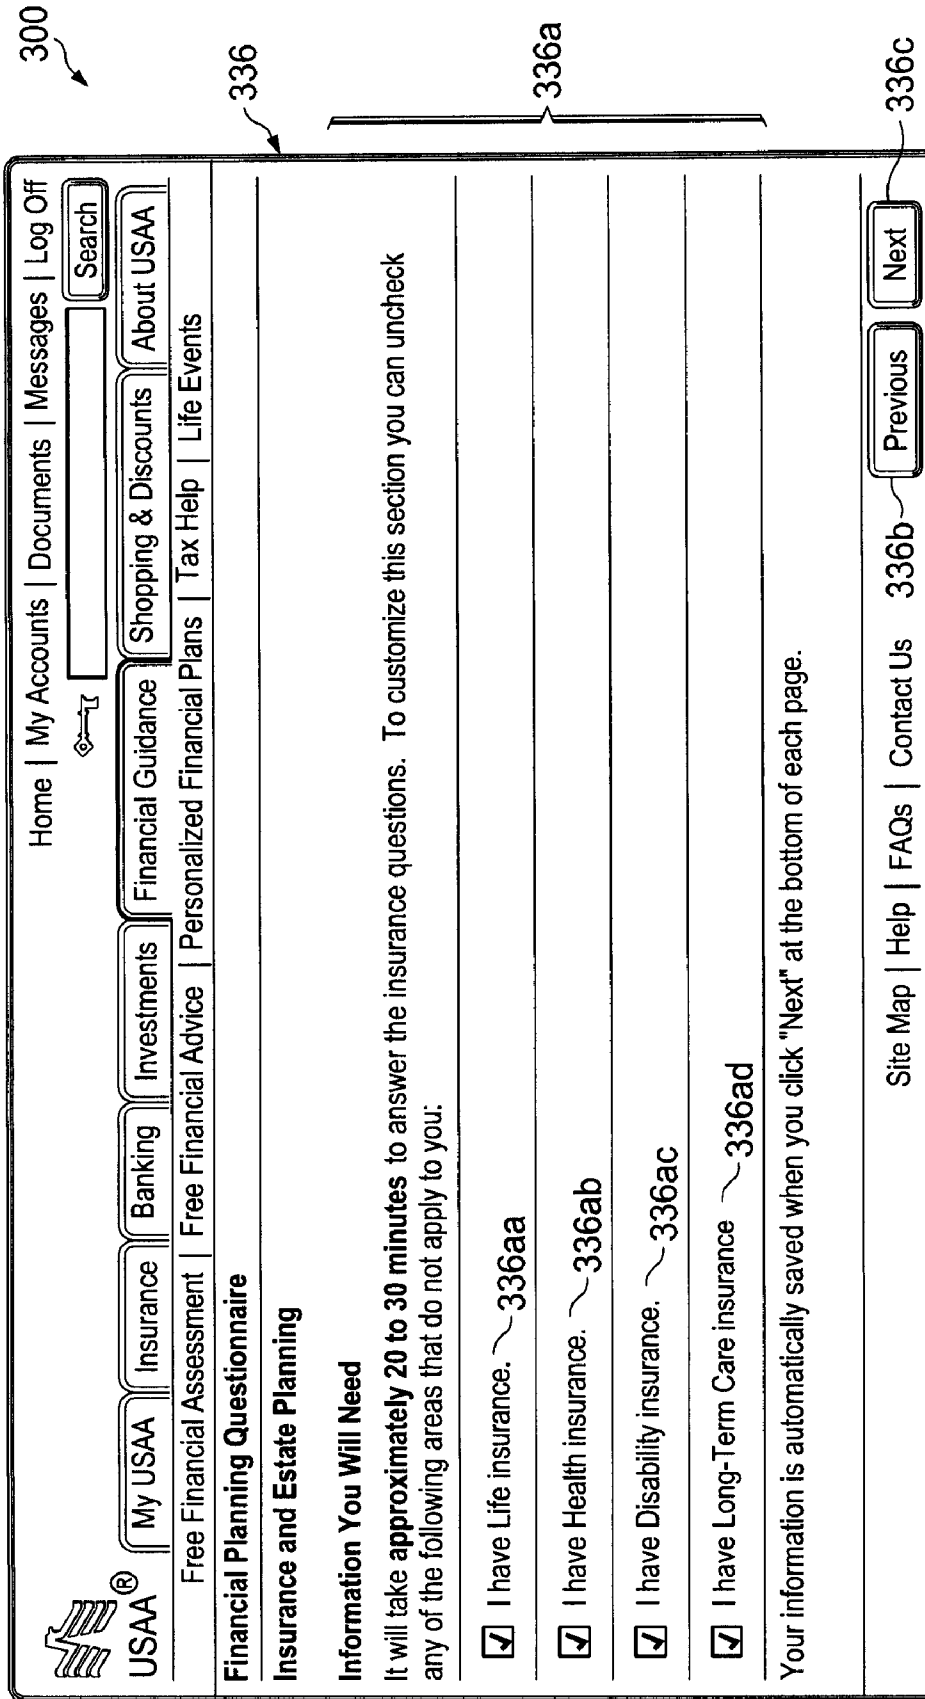 300
Home | My Accounts | Documents | Messages | Log Off
Search
USAA®
My USAA Insurance Banking Investments Financial Guidance Shopping & Discounts About USAA
Free Financial Assessment | Free Financial Advice | Personalized Financial Plans | Tax Help | Life Events
336
Financial Planning Questionnaire
Insurance and Estate Planning
Information You Will Need
It will take approximately 20 to 30 minutes to answer the insurance questions. To customize this section you can uncheck
any of the following areas that do not apply to you:
336a
I have Life insurance. 336aa
I have Health insurance. 336ab
I have Disability insurance. 336ac
I have Long-Term Care insurance 336ad
Your information is automatically saved when you click "Next" at the bottom of each page.
Site Map | Help | FAQs | Contact Us 336b Previous Next 336c